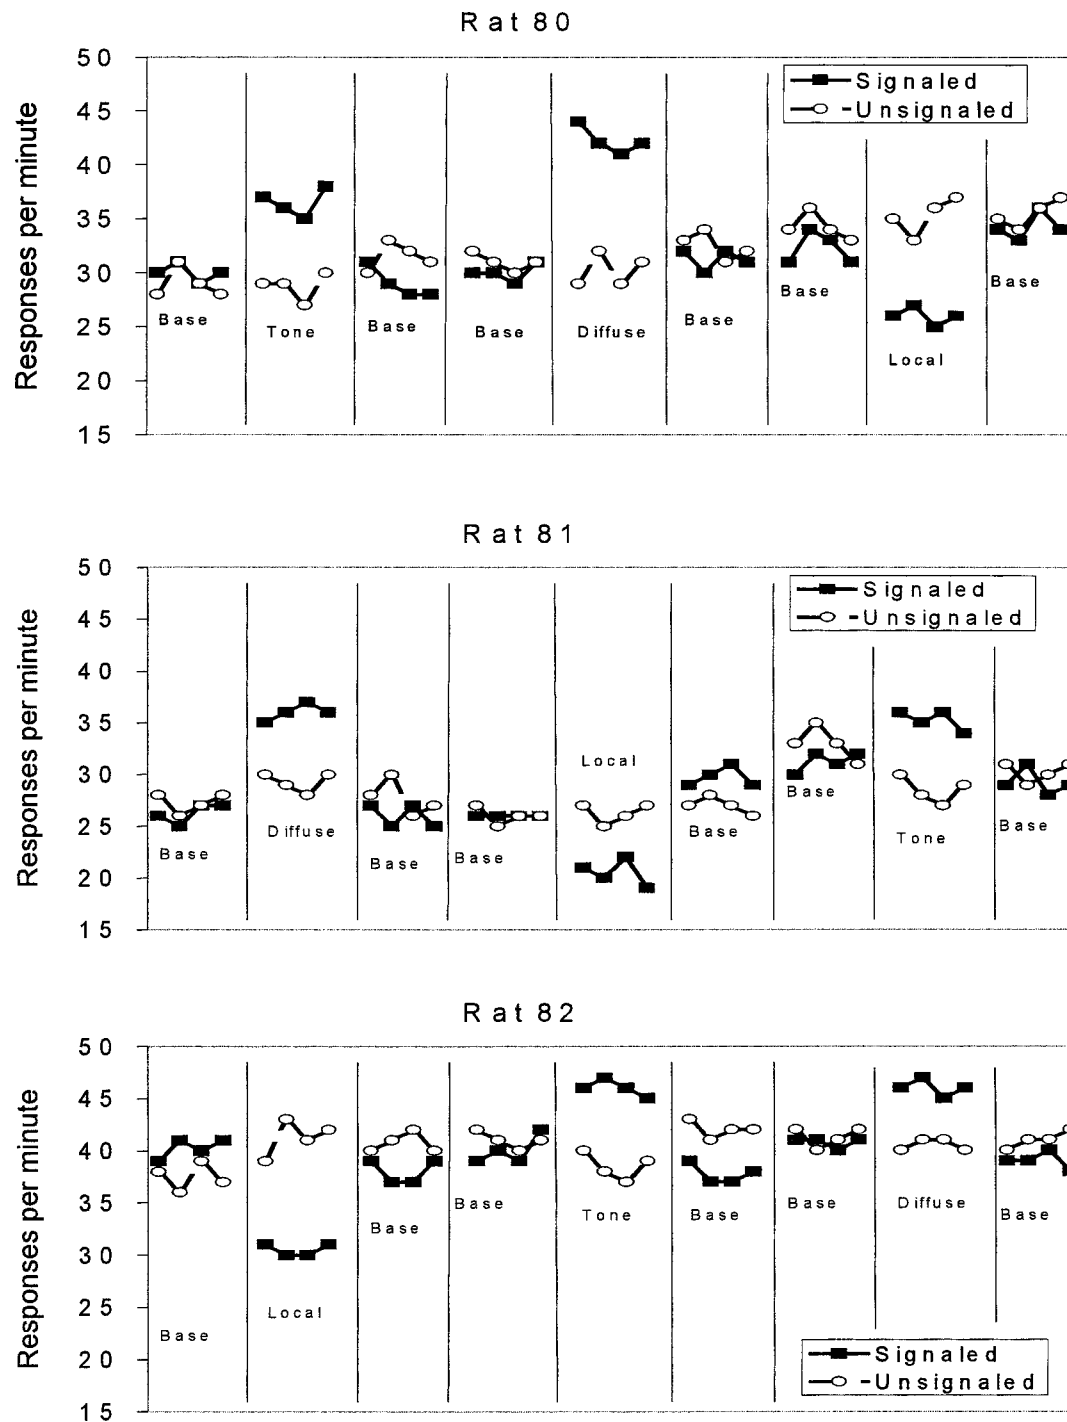 Rat 80
Responses per minute
50
45
40
35
30
25
20
15
Signaled
Unsignaled
Base
Tone
Base
Base
Diffuse
Base
Base
Local
Base
Rat 81
Responses per minute
50
45
40
35
30
25
20
15
Signaled
Unsignaled
Base
Diffuse
Base
Base
Local
Base
Base
Tone
Base
Rat 82
Responses per minute
50
45
40
35
30
25
20
15
Base
Local
Base
Base
Tone
Base
Base
Diffuse
Base
Signaled
Unsignaled